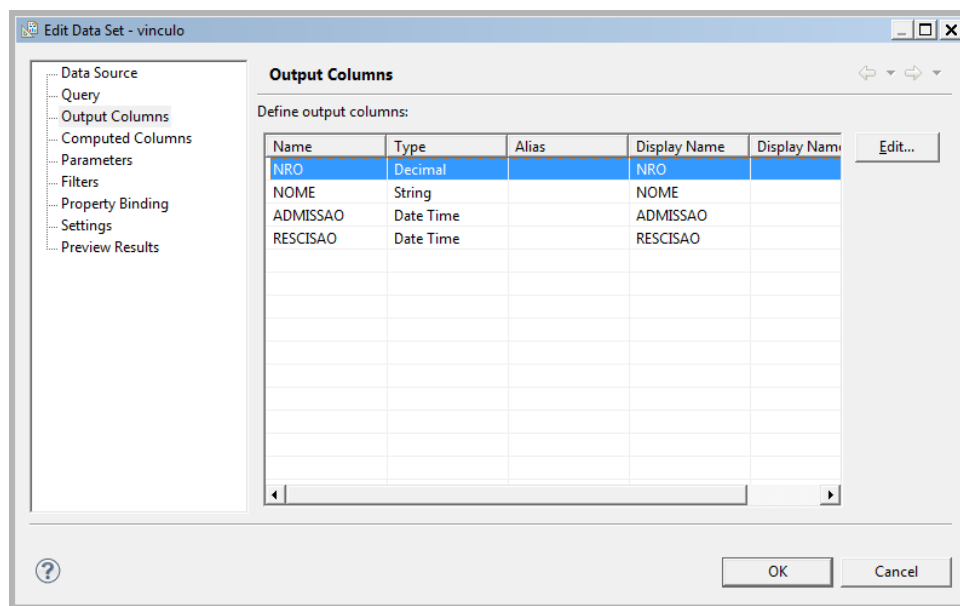 Edit Data Set - vinculo
Data Source
Query
Output Columns
Computed Columns
Parameters
Filters
Property Binding
Settings
Preview Results
Output Columns
Define output columns:
Name Type Alias Display Name Display Name
NRO Decimal NRO
NOME String NOME
ADMISSAO Date Time ADMISSAO
RESCISAO Date Time RESCISAO
Edit...
?
OK Cancel